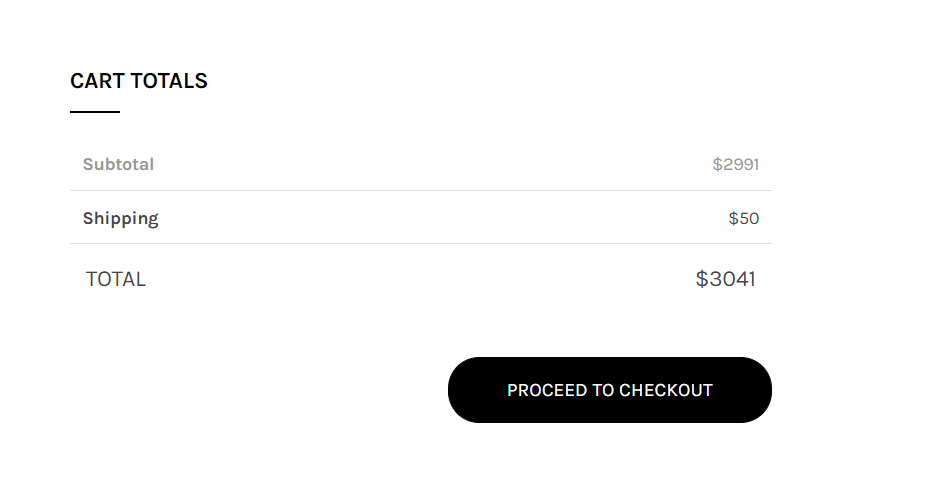 CART TOTALS
Subtotal $2991
Shipping $50
TOTAL $3041
PROCEED TO CHECKOUT